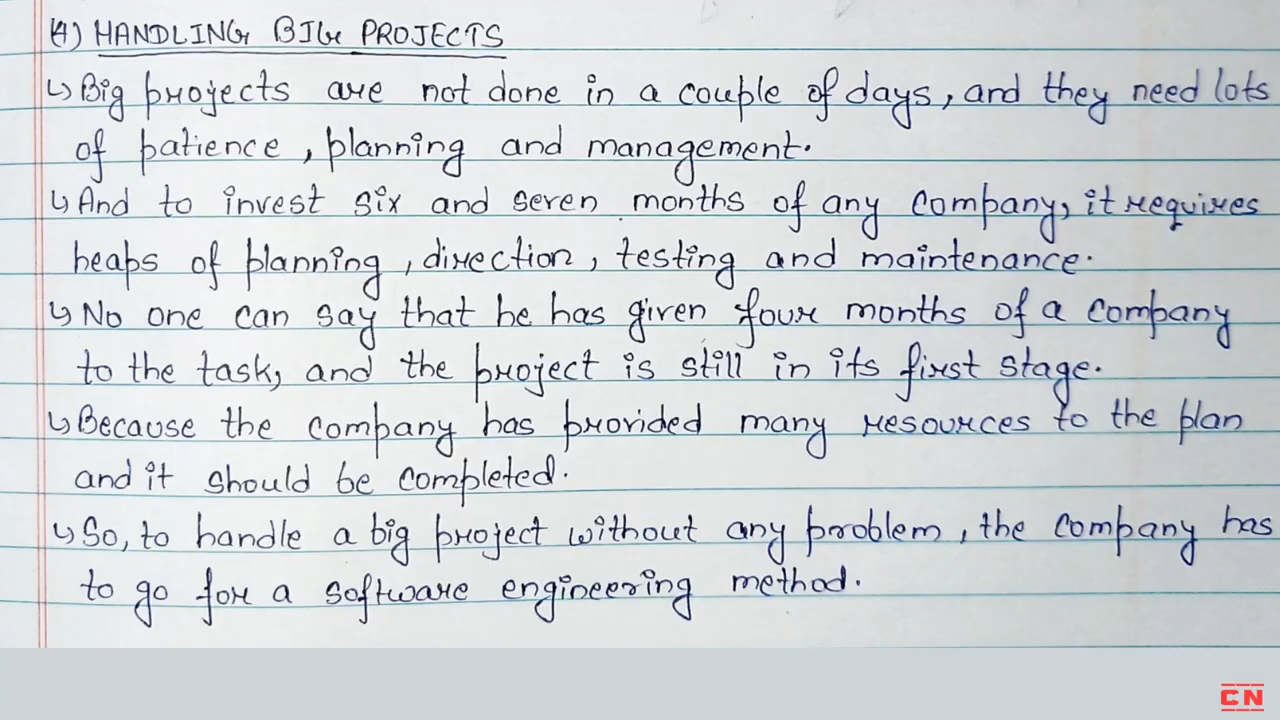 4) HANDLING BIG PROJECTS
↳ Big projects are not done in a couple of days, and they need lots
of patience, planning and management.
↳ And to invest six and seven months of any company, it requires
heaps of planning, direction, testing and maintenance.
↳ No one can say that he has given four months of a company
to the task, and the project is still in its first stage.
↳ Because the company has provided many resources to the plan
and it should be completed.
↳ So, to handle a big project without any problem, the company has
to go for a software engineering method.
CN